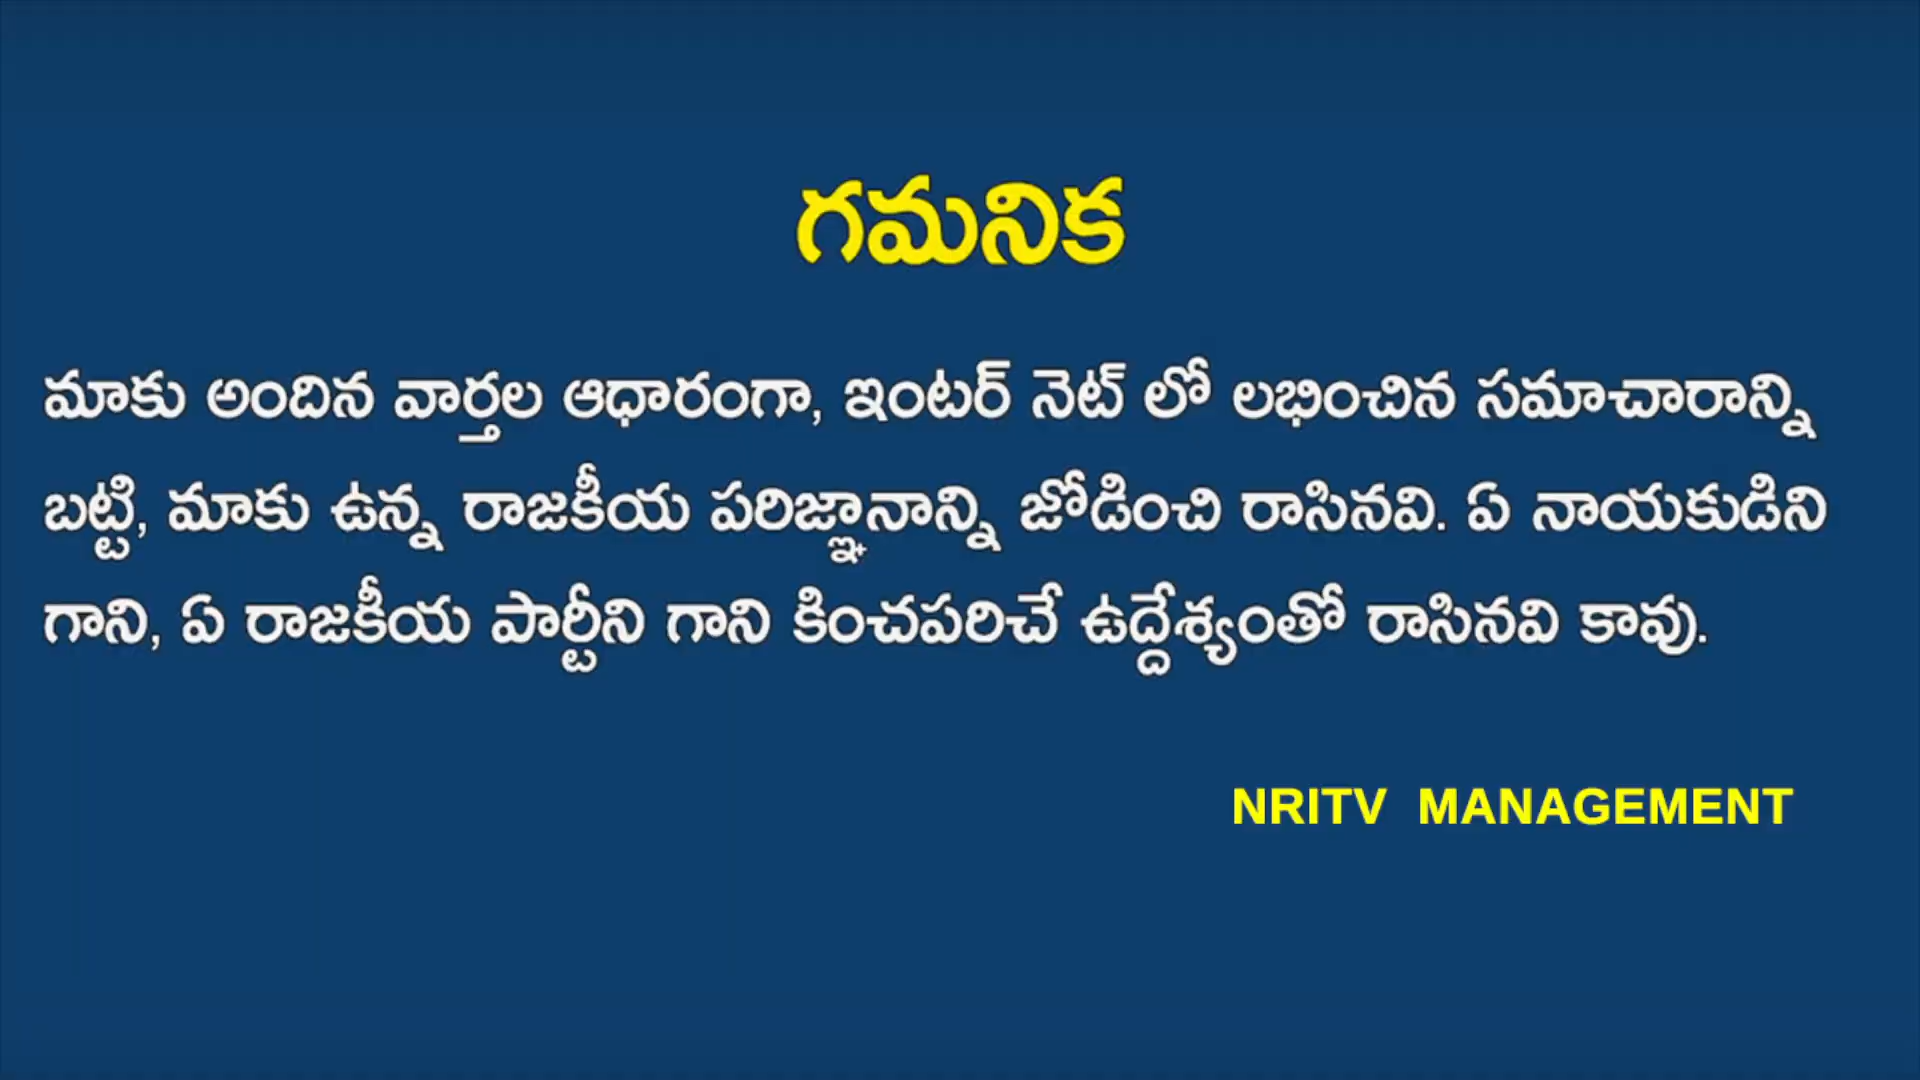 గమనిక
మాకు అందిన వార్తల ఆధారంగా, ఇంటర్ నెట్ లో లభించిన సమాచారాన్ని
బట్టి, మాకు ఉన్న రాజకీయ పరిజ్ఞానాన్ని జోడించి రాసినవి. ఏ నాయకుడిని
గాని, ఏ రాజకీయ పార్టీని గాని కించపరిచే ఉద్దేశ్యంతో రాసినవి కావు.
NRITV MANAGEMENT